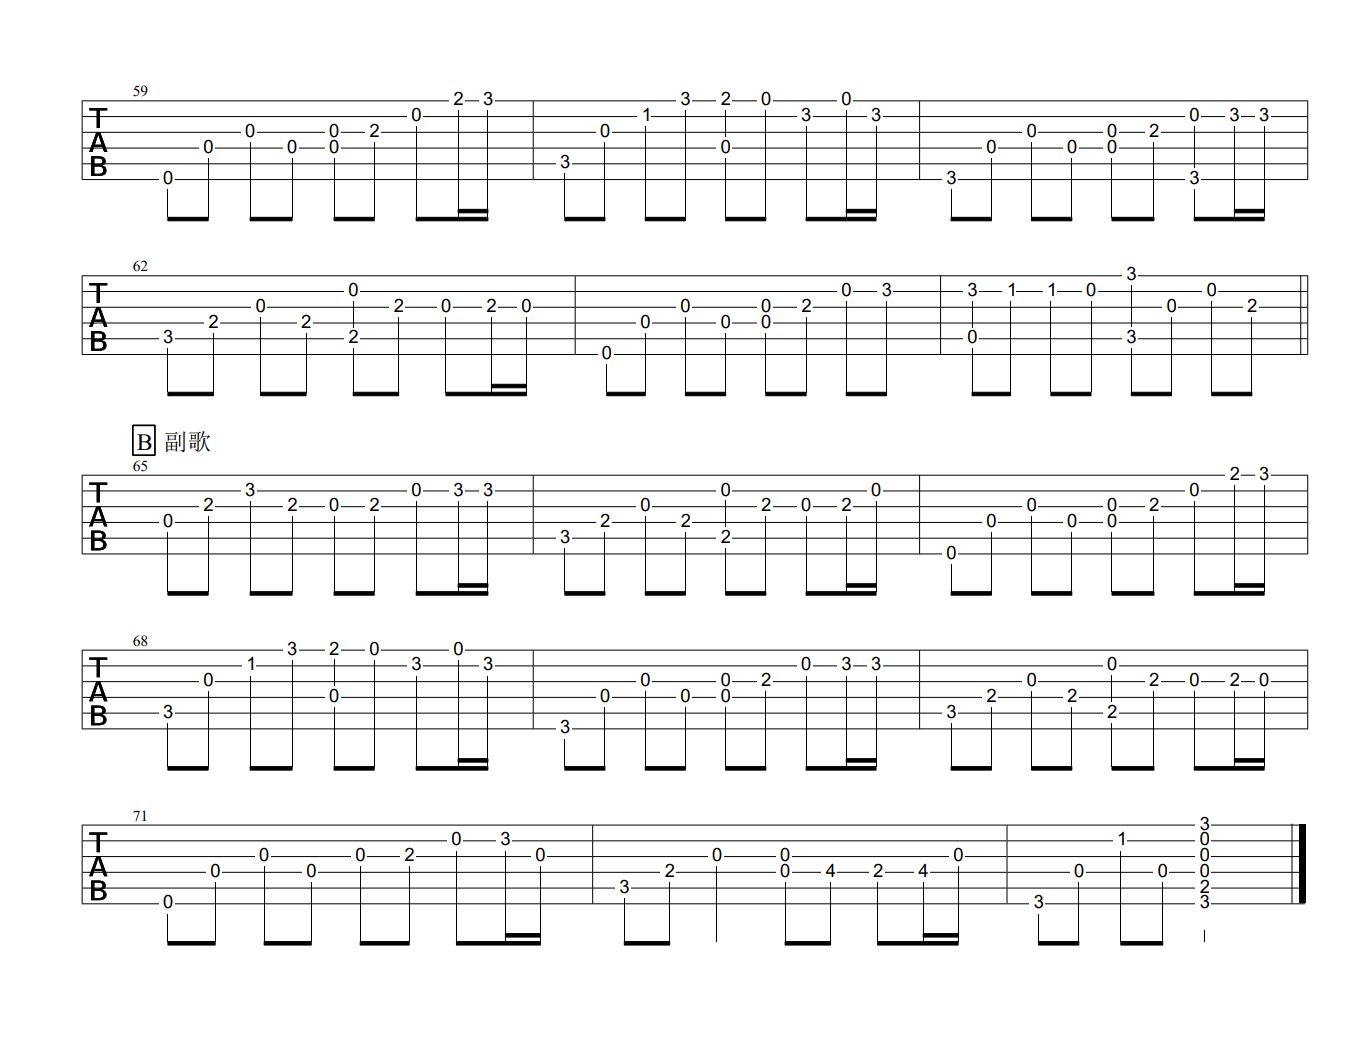 59
2 3 3 2 0 0
T 0 1 3 3 0 3 3
A 0 0 2 0 0 0 2
0 0 0 0 0 0 0
B 3
0 3 3
62
3
T 0 0 3 3 1 1 0 0
A 0 2 0 2 0 0 0 2 0 2
2 2 0 0 0
B 3 2 0 3
0
B 副歌
65
2 3
T 3 0 3 3 0 0 0
A 2 2 0 2 0 2 0 2 0 0 2
0 2 2 0 0 0
B 3 2
0
68
3 2 0 0
T 1 3 3 0 3 3 0
A 0 0 0 2 0 2 0 2 0
0 0 0 0 2 2
B 3 3 2
3
71
3
T 0 3 1 0
A 0 0 2 0 0 0 0 0
0 0 2 0 4 2 4 0 0 0
B 3 2
0 3 3